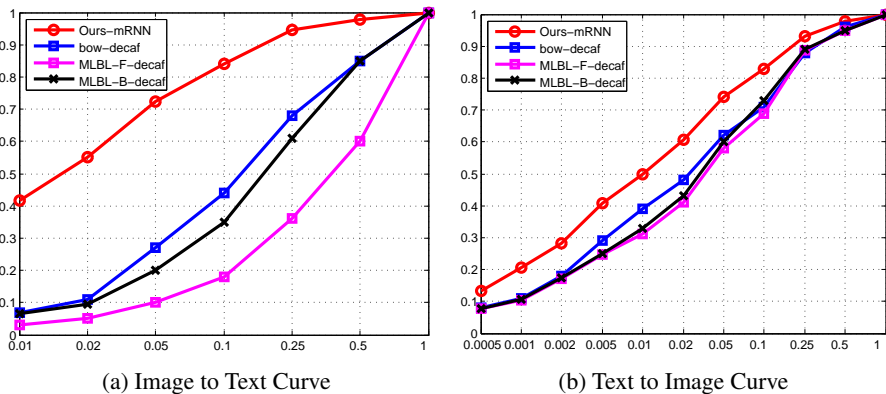 1
0.9
0.8
0.7
0.6
0.5
0.4
0.3
0.2
0.1
0
0.01 0.02 0.05 0.1 0.25 0.5 1
Ours-mRNN
bow-decaf
MLBL-F-decaf
MLBL-B-decaf
(a) Image to Text Curve
1
0.9
0.8
0.7
0.6
0.5
0.4
0.3
0.2
0.1
0
0.0005 0.001 0.002 0.005 0.01 0.02 0.05 0.1 0.25 0.5 1
Ours-mRNN
bow-decaf
MLBL-F-decaf
MLBL-B-decaf
(b) Text to Image Curve